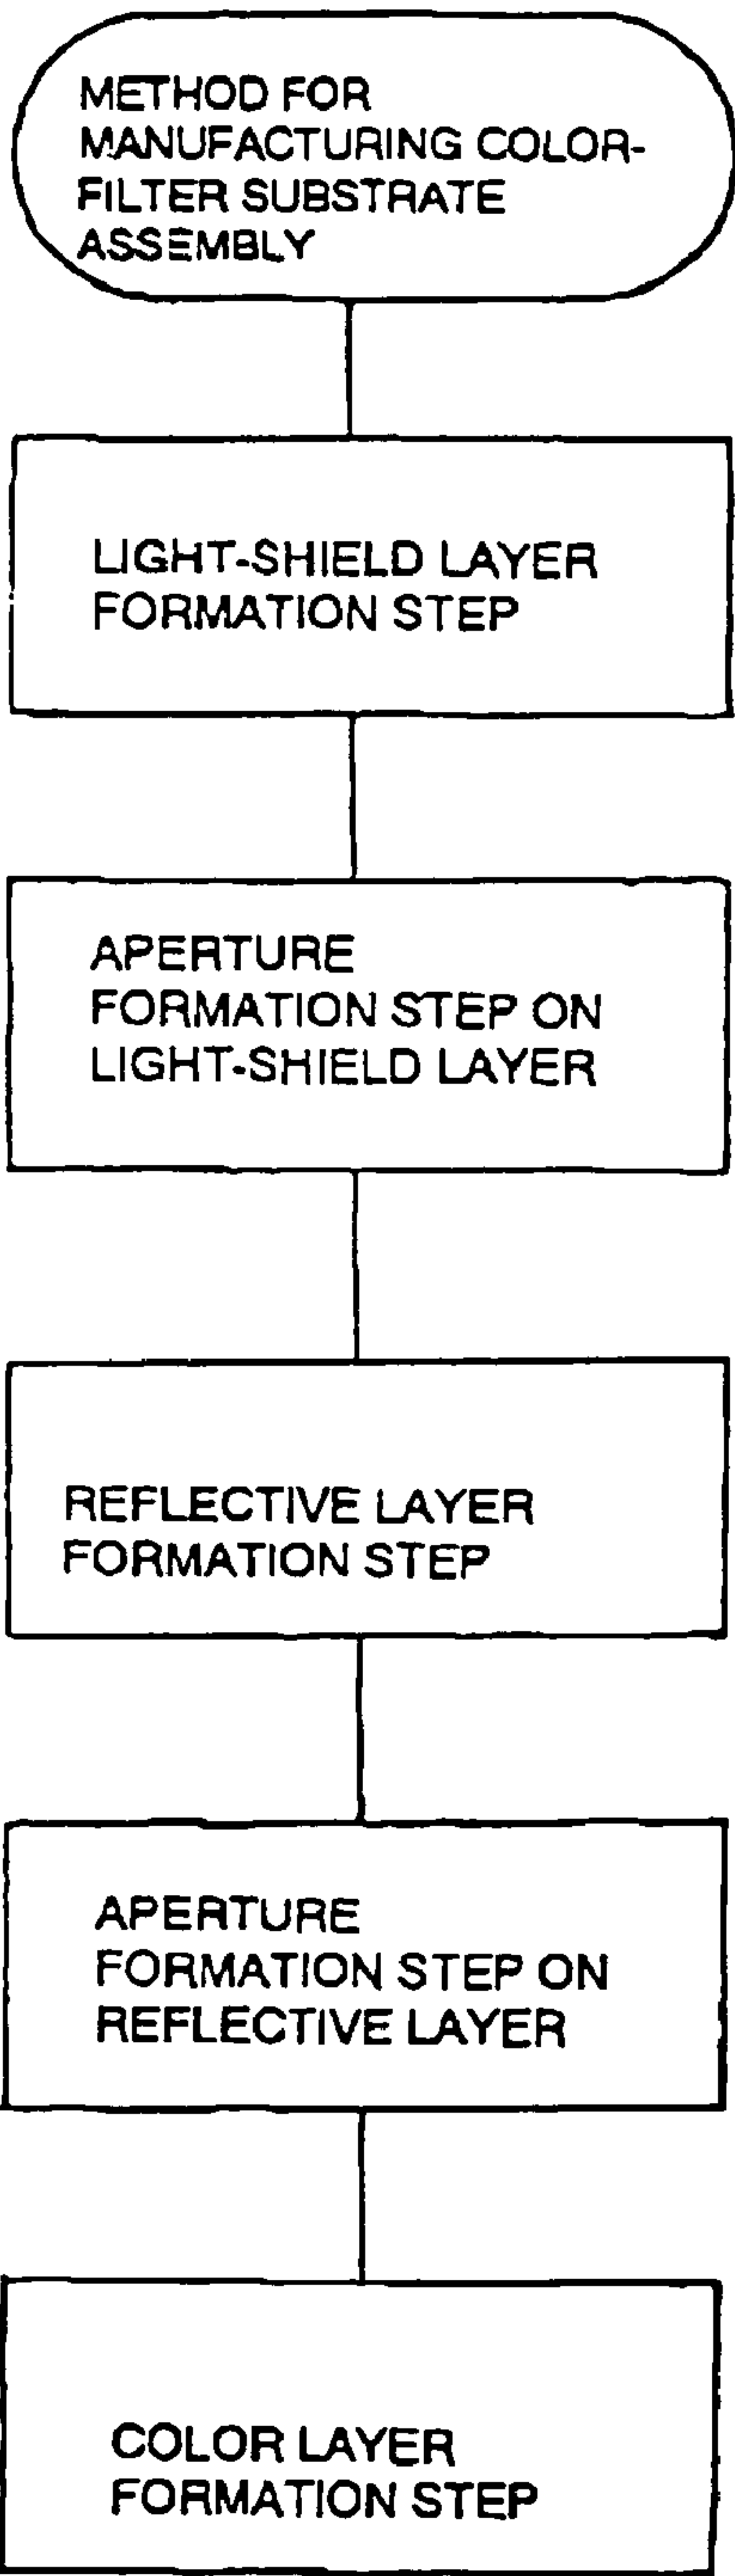 METHOD FOR
MANUFACTURING COLOR-
FILTER SUBSTRATE
ASSEMBLY
LIGHT-SHIELD LAYER
FORMATION STEP
APERTURE
FORMATION STEP ON
LIGHT-SHIELD LAYER
REFLECTIVE LAYER
FORMATION STEP
APERTURE
FORMATION STEP ON
REFLECTIVE LAYER
COLOR LAYER
FORMATION STEP